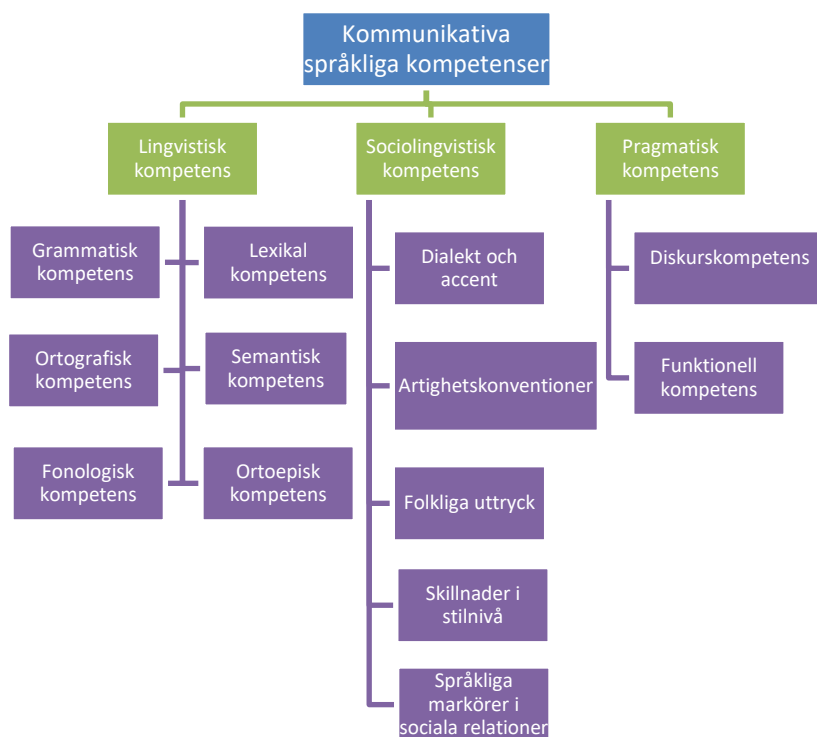 Kommunikativa
språkliga kompetenser
Lingvistisk
kompetens
Sociolingvistisk
kompetens
Pragmatisk
kompetens
Grammatisk
kompetens
Lexikal
kompetens
Ortografisk
kompetens
Semantisk
kompetens
Fonologisk
kompetens
Ortoepisk
kompetens
Dialekt och
accent
Artighetskonventioner
Folkliga uttryck
Skillnader i
stilnivå
Språkliga
markörer i
sociala relationer
Diskurskompetens
Funktionell
kompetens